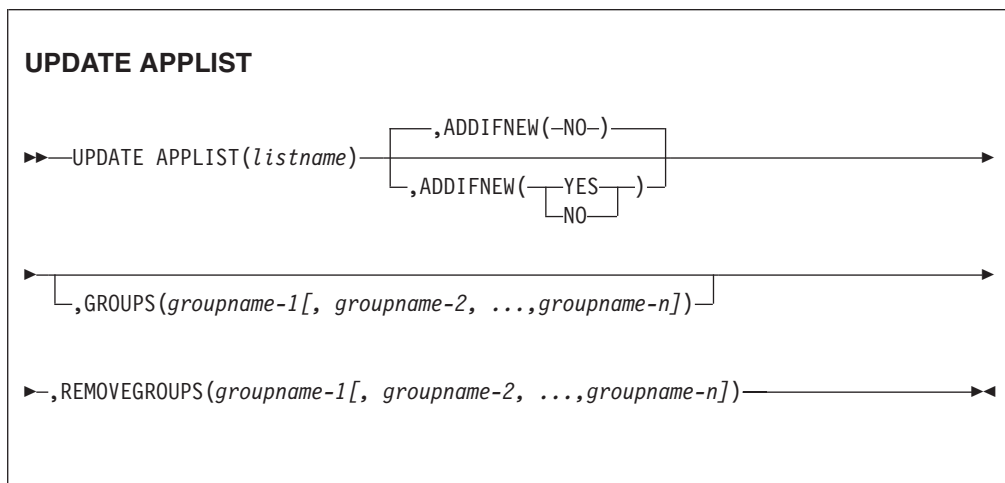 UPDATE APPLIST
,ADDIFNEW( NO )
UPDATE APPLIST(listname)
,ADDIFNEW( YES )
NO
,GROUPS(groupname-1[, groupname-2, ...,groupname-n])
,REMOVEGROUPS(groupname-1[, groupname-2, ...,groupname-n])